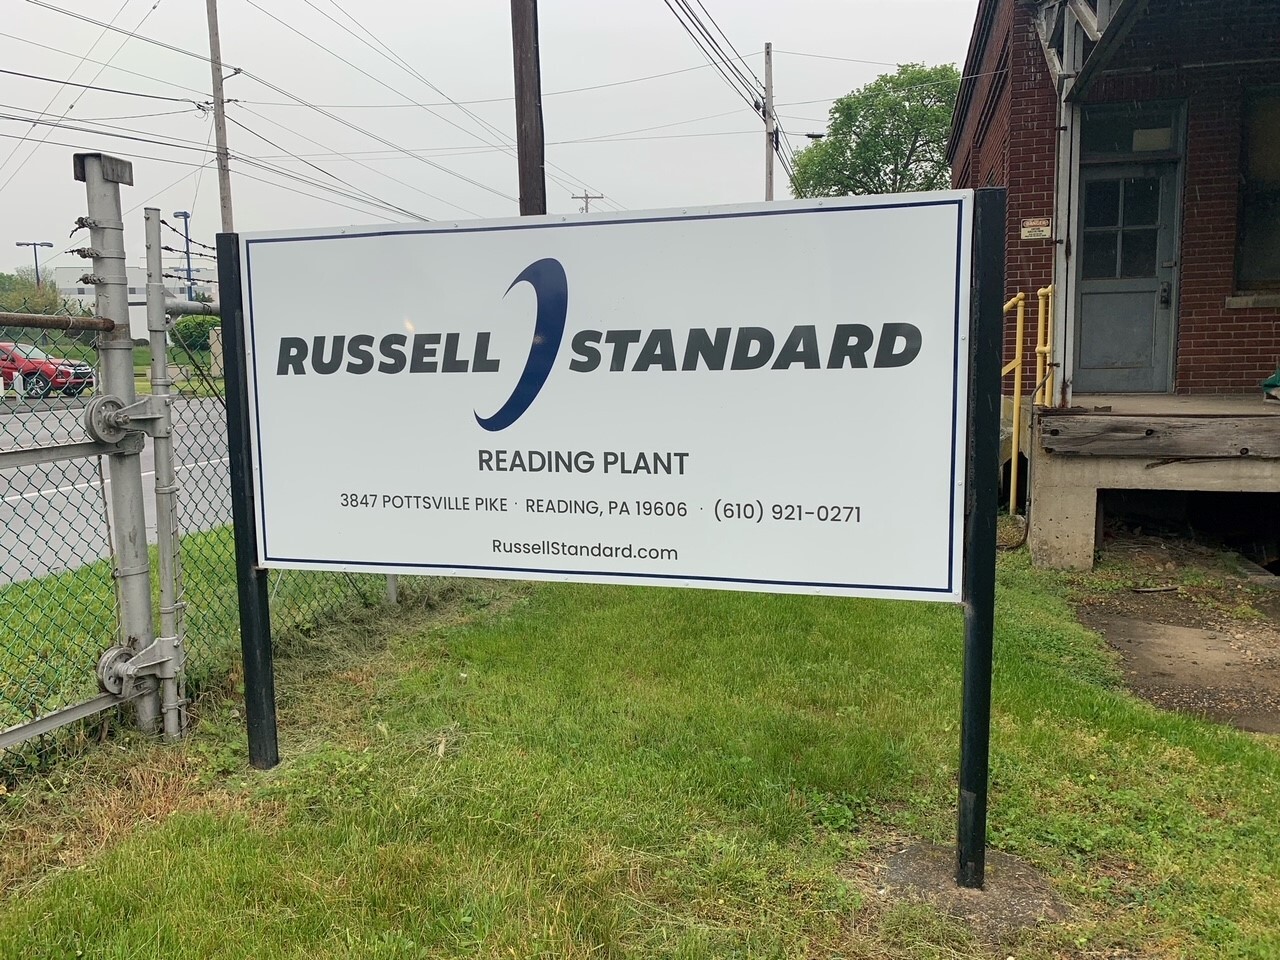 RUSSELL STANDARD
READING PLANT
3847 POTTSVILLE PIKE · READING, PA 19606 · (610) 921-0271
RussellStandard.com